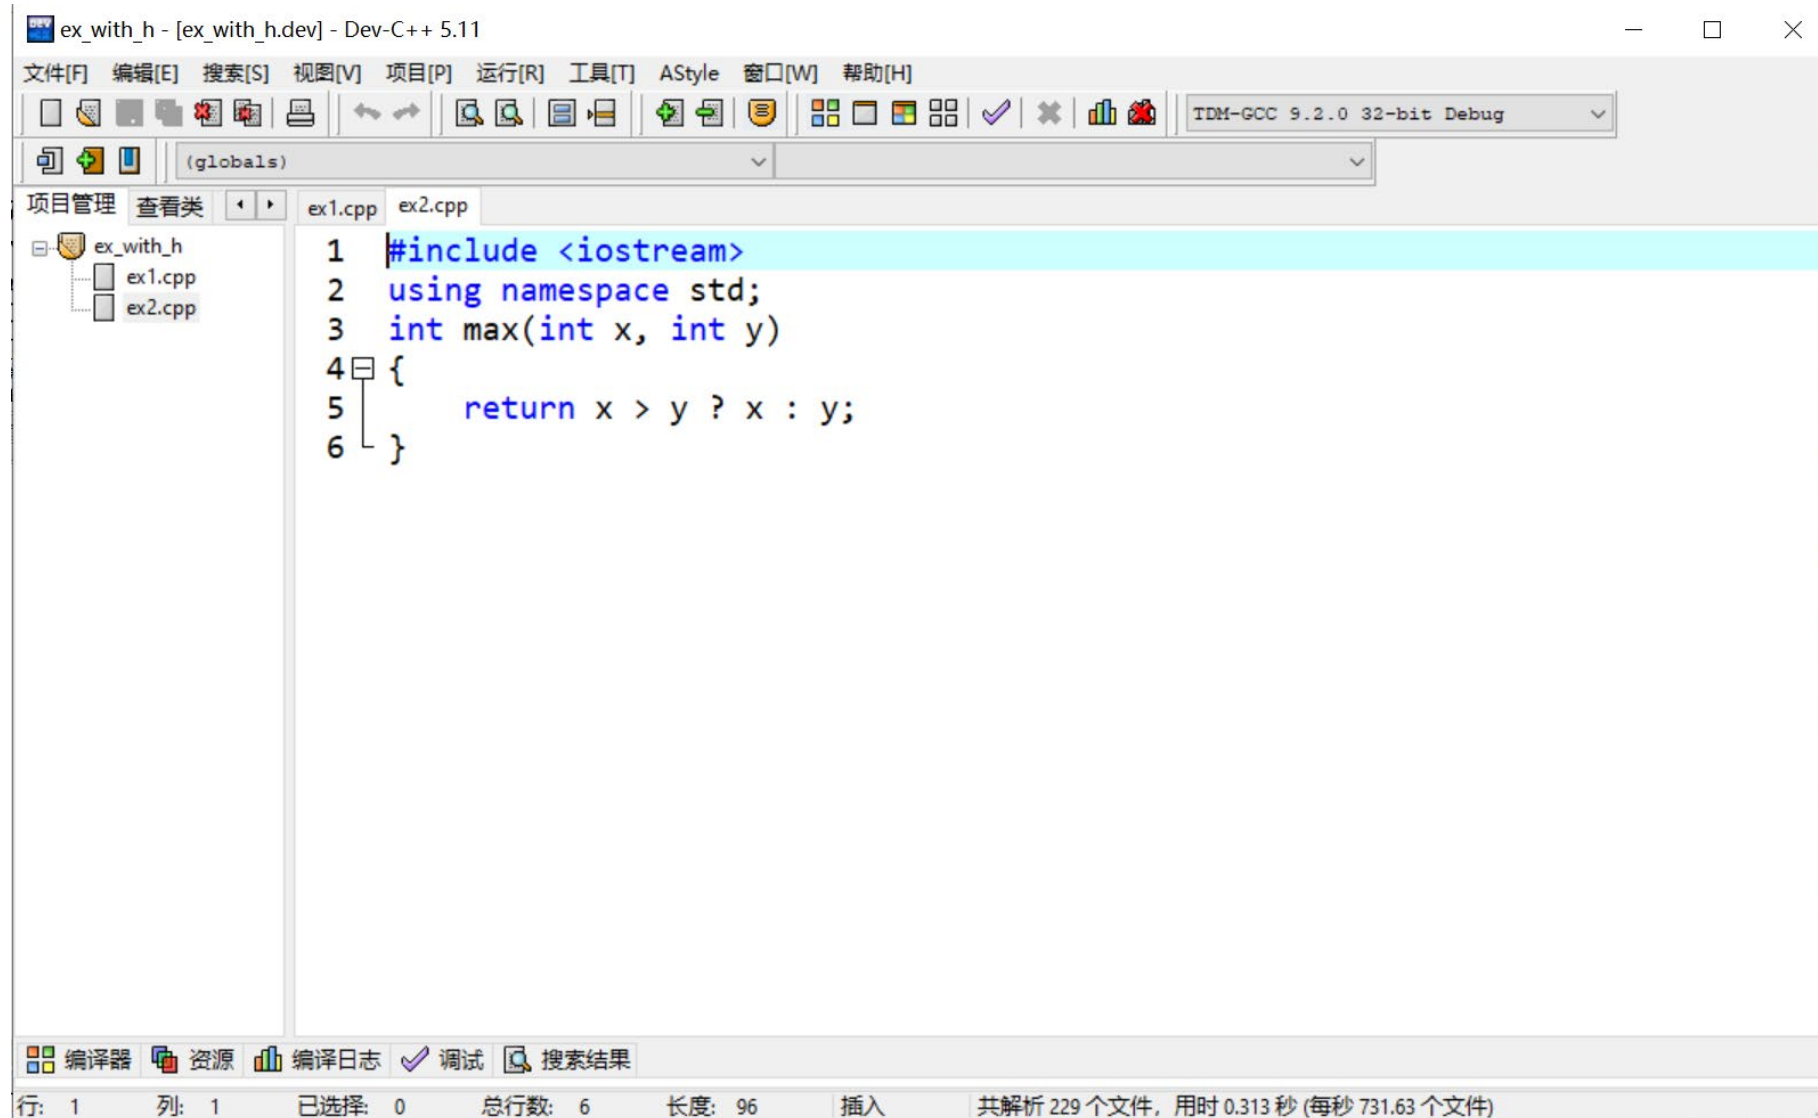 ex_with_h - [ex_with_h.dev] - Dev-C++ 5.11
文件[F] 编辑[E] 搜索[S] 视图[V] 项目[P] 运行[R] 工具[T] AStyle 窗口[W] 帮助[H]
TDM-GCC 9.2.0 32-bit Debug
(globals)
项目管理 查看类
ex1.cpp ex2.cpp
ex_with_h
ex1.cpp
ex2.cpp
1 #include <iostream>
2 using namespace std;
3 int max(int x, int y)
4 {
5     return x > y ? x : y;
6 }
编译器 资源 编译日志 调试 搜索结果
行: 1 列: 1 已选择: 0 总行数: 6 长度: 96 插入 共解析 229 个文件, 用时 0.313 秒 (每秒 731.63 个文件)